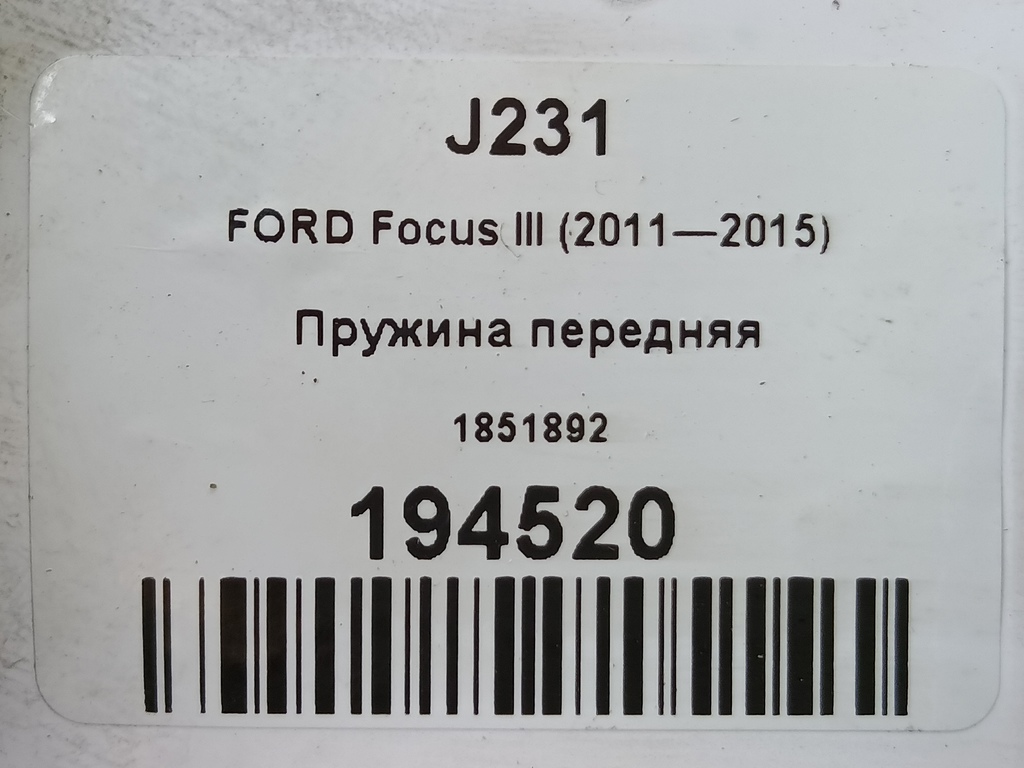 J231
FORD Focus III (2011—2015)
Пружина передняя
1851892
194520